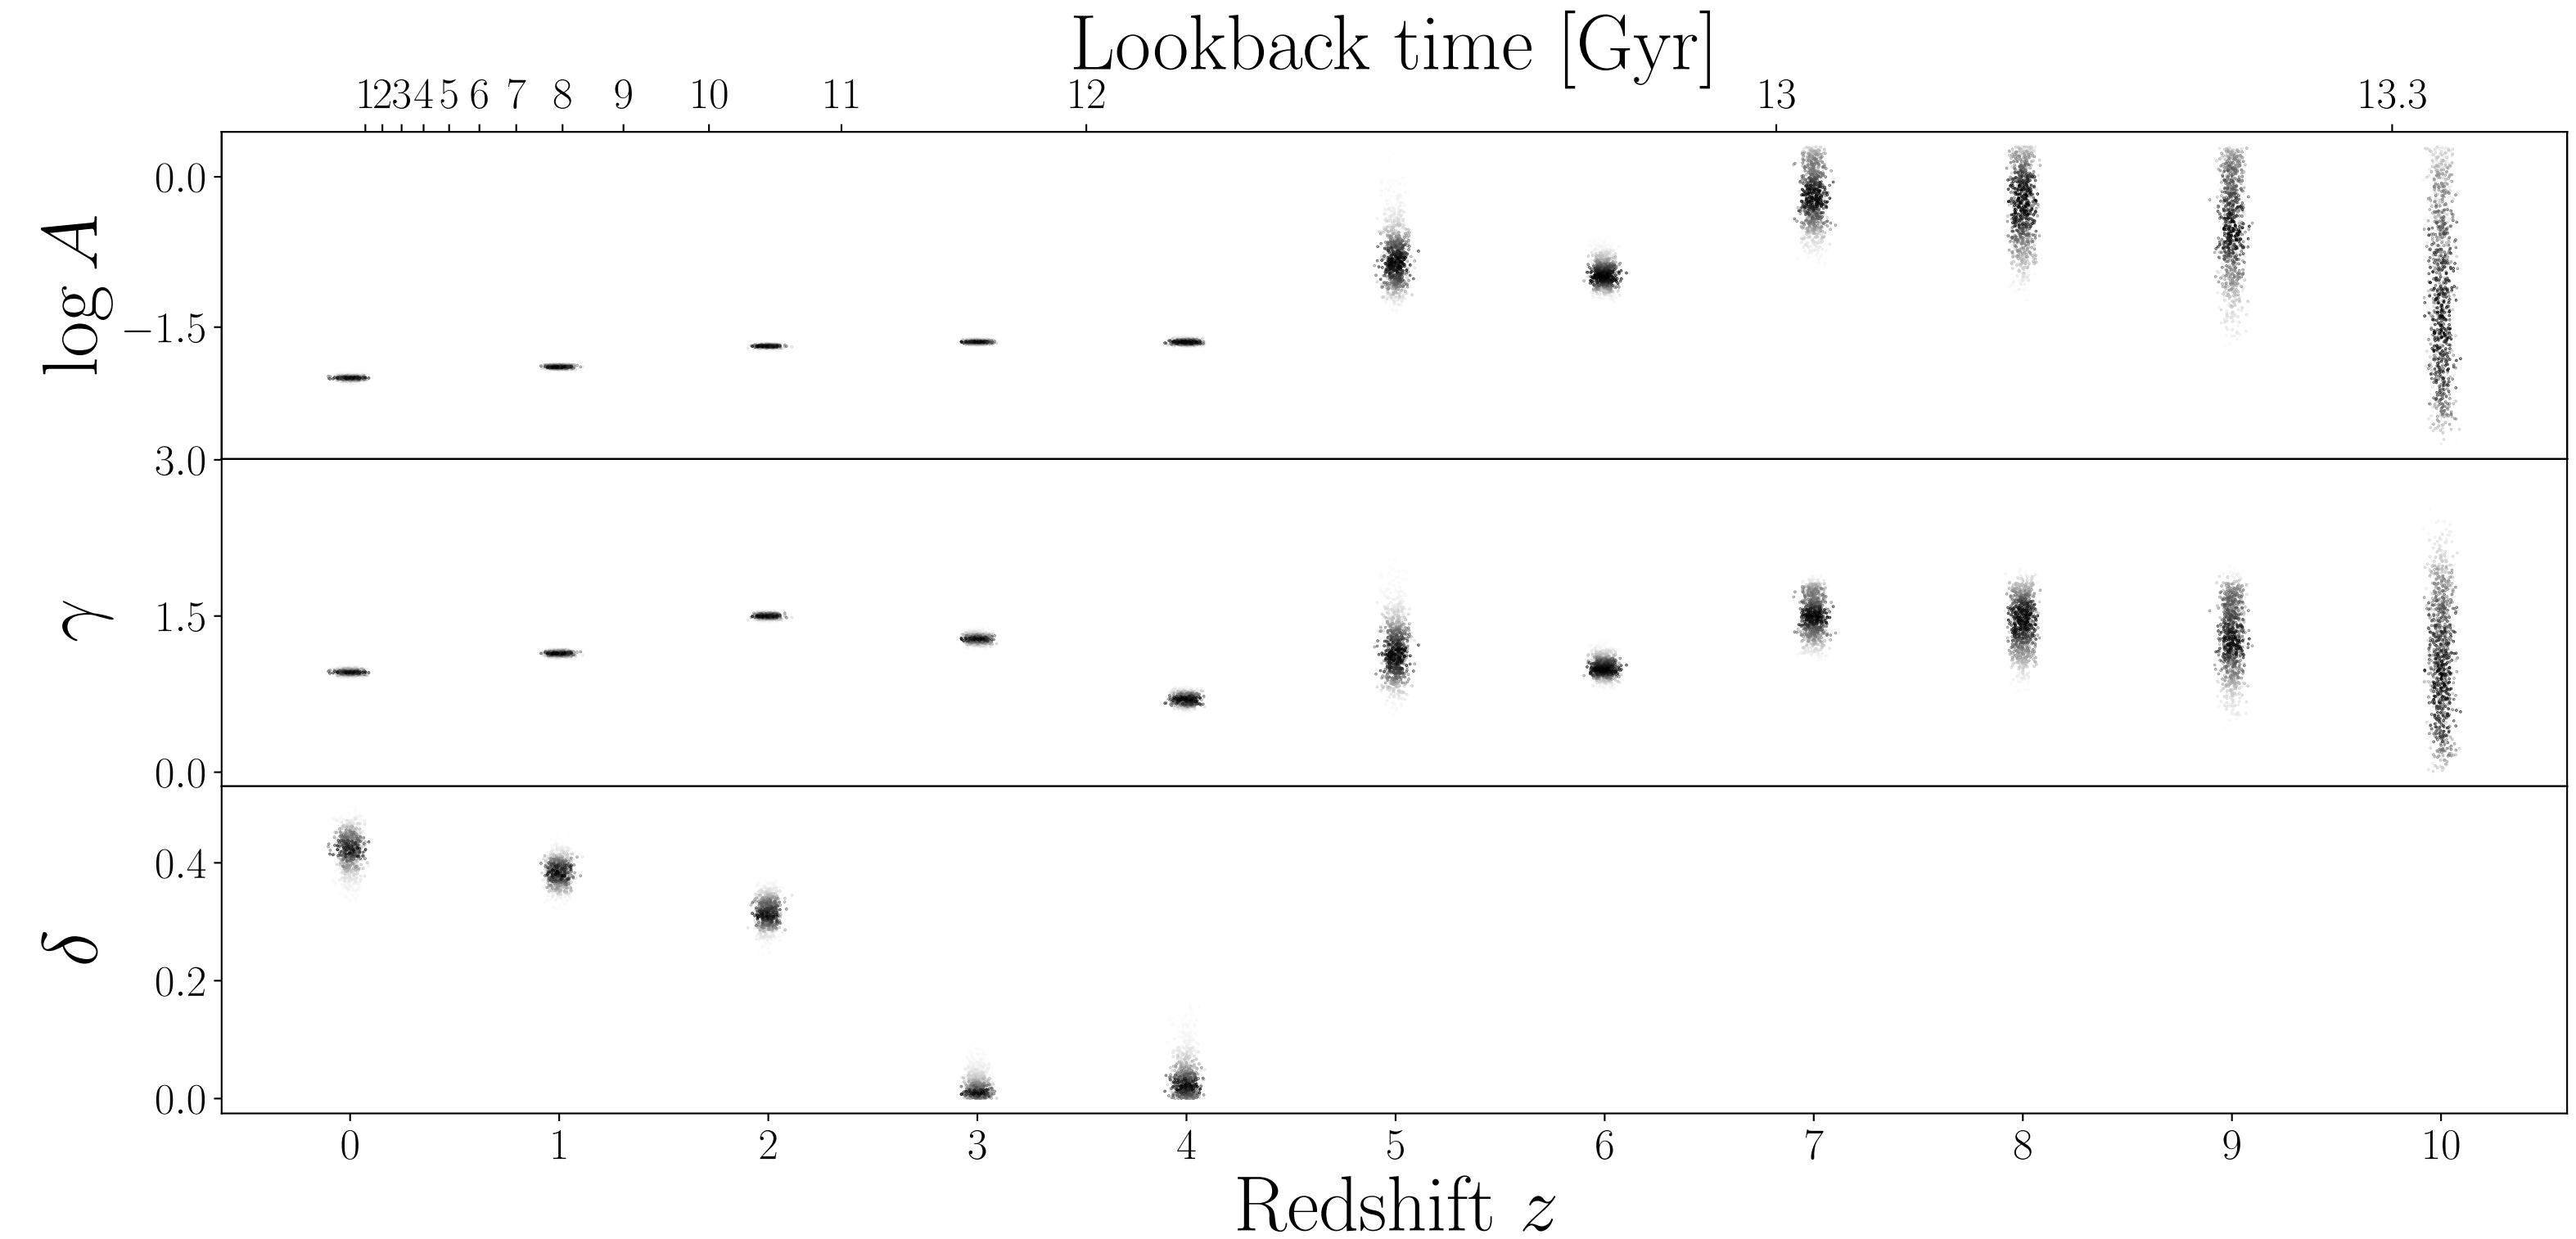 Lookback time [Gyr]
1 2 3 4 5 6 7 8 9 10 11 12 13 13.3
log A
0.0
−1.5
γ
3.0
1.5
0.0
δ
0.4
0.2
0.0
0 1 2 3 4 5 6 7 8 9 10
Redshift z